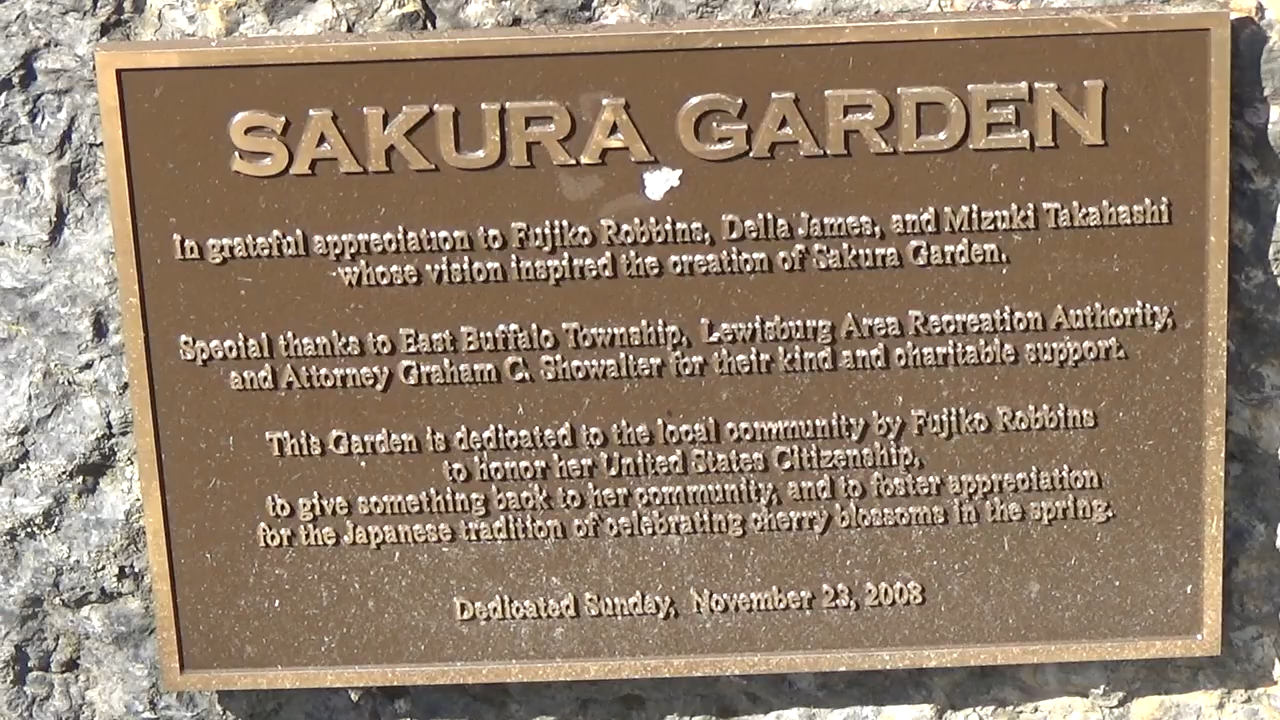 SAKURA GARDEN
In grateful appreciation to Fujiko Robbins, Della James, and Mizuki Takahashi
whose vision inspired the creation of Sakura Garden.
Special thanks to East Buffalo Township, Lewisburg Area Recreation Authority,
and Attorney Graham C. Showalter for their kind and charitable support.
This Garden is dedicated to the local community by Fujiko Robbins
to honor her United States Citizenship,
to give something back to her community, and to foster appreciation
for the Japanese tradition of celebrating cherry blossoms in the spring.
Dedicated Sunday, November 23, 2008